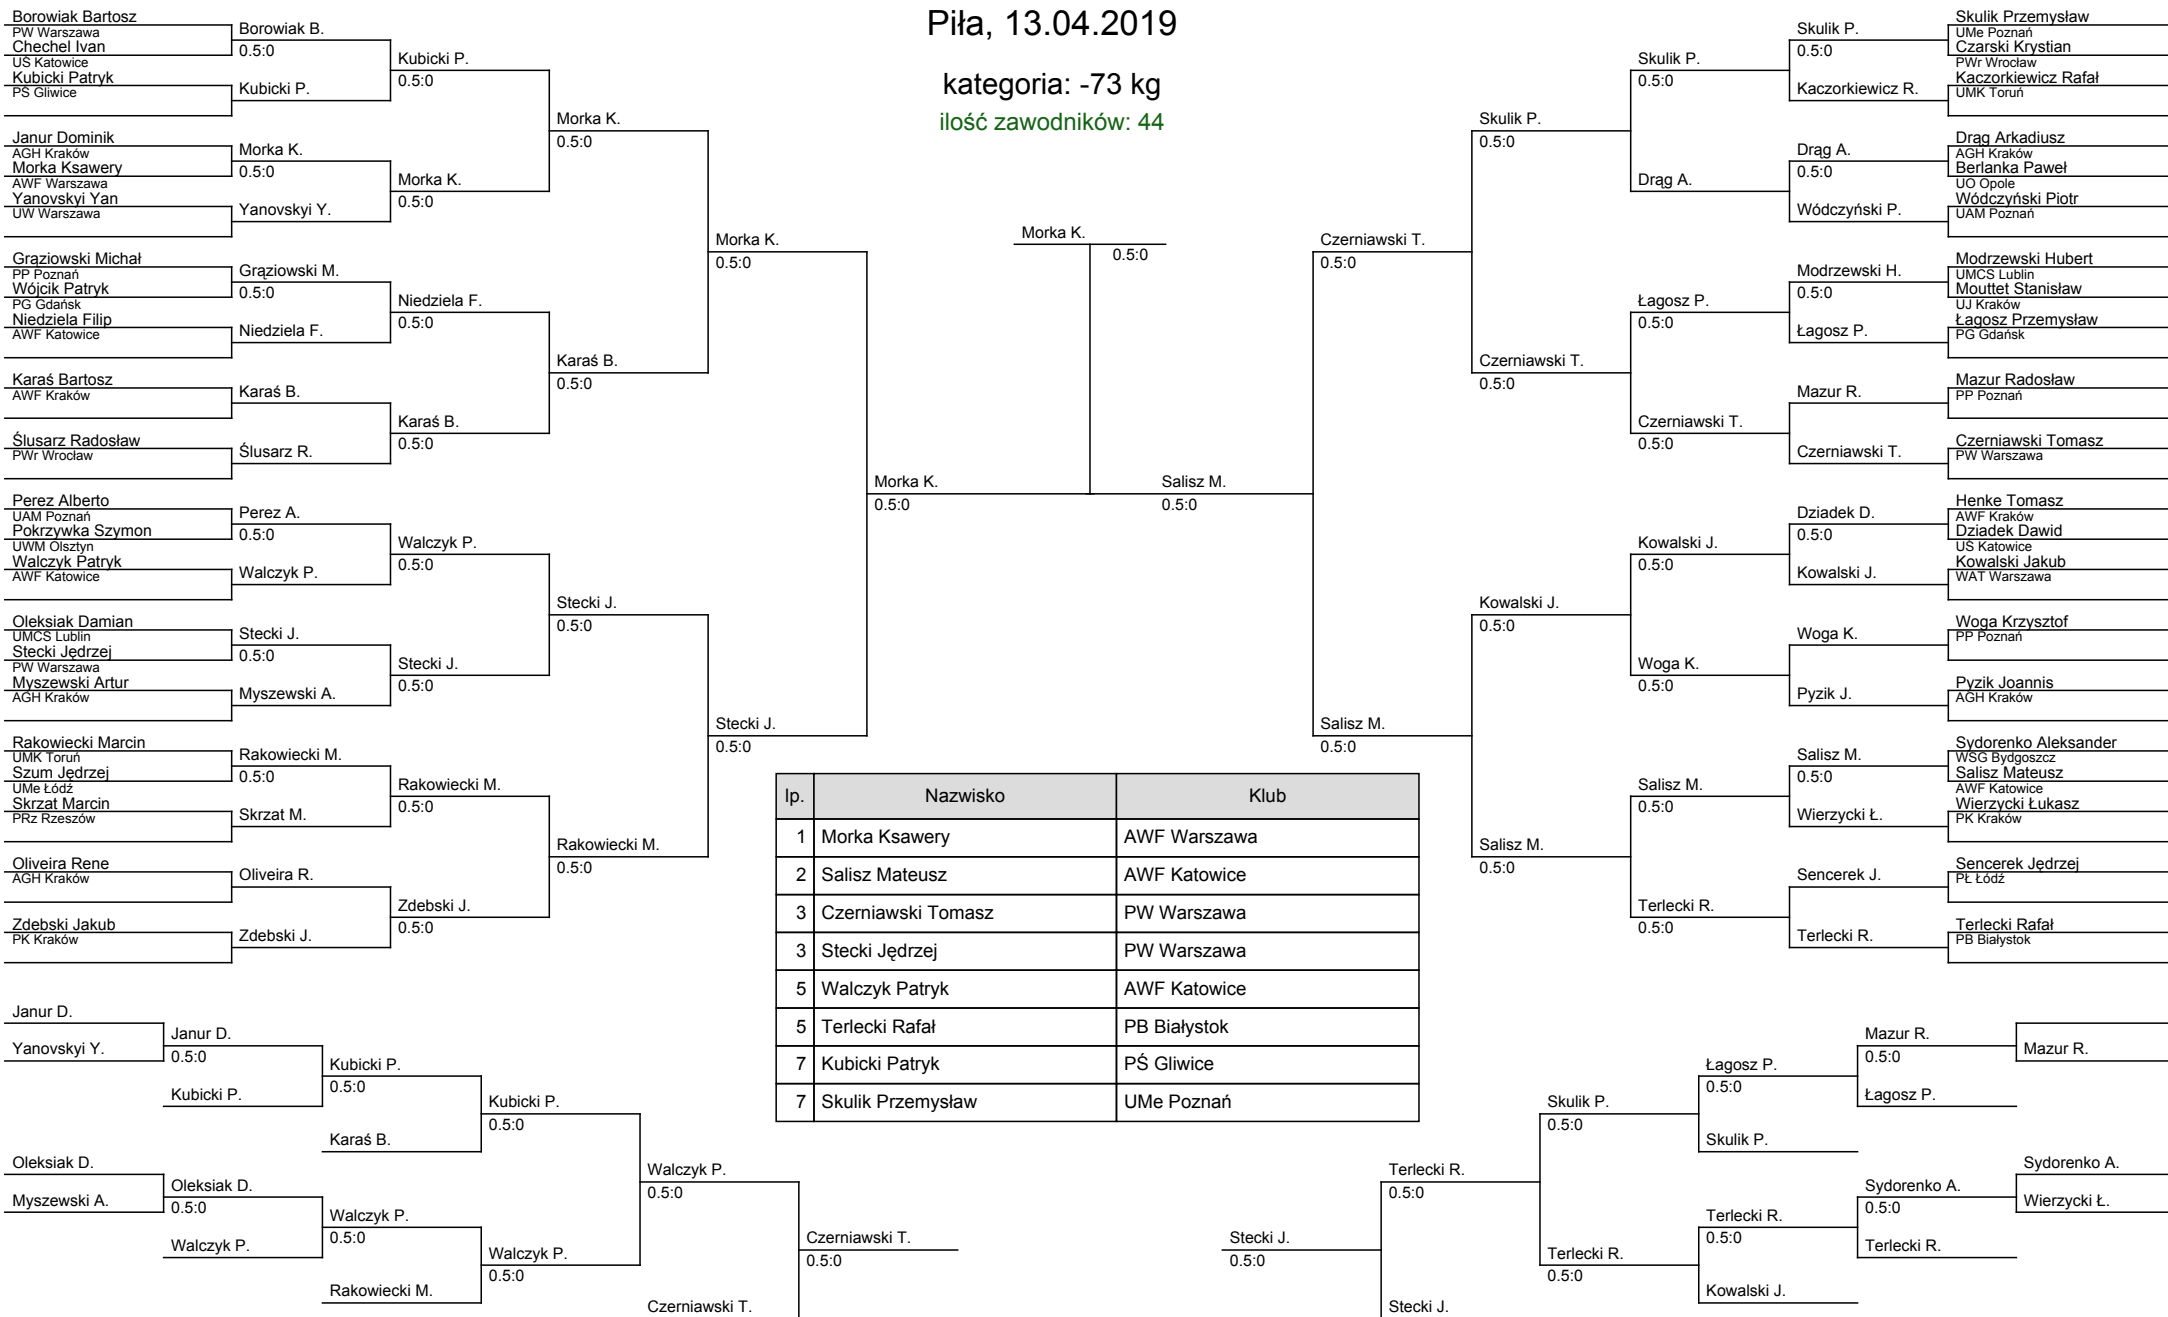 Piła, 13.04.2019
kategoria: -73 kg
ilość zawodników: 44
Borowiak Bartosz
PW Warszawa
Chechel Ivan
UŚ Katowice
Kubicki Patryk
PŚ Gliwice
Janur Dominik
AGH Kraków
Morka Ksawery
AWF Warszawa
Yanovskyi Yan
UW Warszawa
Grąziowski Michał
PP Poznań
Wójcik Patryk
PG Gdańsk
Niedziela Filip
AWF Katowice
Karaś Bartosz
AWF Kraków
Ślusarz Radosław
PWr Wrocław
Perez Alberto
UAM Poznań
Pokrzywka Szymon
UWM Olsztyn
Walczyk Patryk
AWF Katowice
Oleksiak Damian
UMCS Lublin
Stecki Jędrzej
PW Warszawa
Myszewski Artur
AGH Kraków
Rakowiecki Marcin
UMK Toruń
Szum Jędrzej
UMe Łódź
Skrzat Marcin
PRz Rzeszów
Oliveira Rene
AGH Kraków
Zdebski Jakub
PK Kraków
Borowiak B.
0.5:0
Kubicki P.
Morka K.
0.5:0
Yanovskyi Y.
Grąziowski M.
0.5:0
Niedziela F.
Karaś B.
Ślusarz R.
Perez A.
0.5:0
Walczyk P.
Stecki J.
0.5:0
Myszewski A.
Rakowiecki M.
0.5:0
Skrzat M.
Oliveira R.
Zdebski J.
Kubicki P.
0.5:0
Morka K.
0.5:0
Niedziela F.
0.5:0
Karaś B.
0.5:0
Walczyk P.
0.5:0
Stecki J.
0.5:0
Rakowiecki M.
0.5:0
Zdebski J.
0.5:0
Morka K.
0.5:0
Karaś B.
0.5:0
Stecki J.
0.5:0
Rakowiecki M.
0.5:0
Morka K.
0.5:0
Stecki J.
0.5:0
Morka K.
0.5:0
Morka K.
0.5:0
Salisz M.
0.5:0
Czerniawski T.
0.5:0
Salisz M.
0.5:0
Skulik P.
0.5:0
Czerniawski T.
0.5:0
Kowalski J.
0.5:0
Salisz M.
0.5:0
Skulik P.
0.5:0
Drąg A.
Łagosz P.
0.5:0
Czerniawski T.
0.5:0
Kowalski J.
0.5:0
Woga K.
0.5:0
Salisz M.
0.5:0
Terlecki R.
0.5:0
Skulik P.
0.5:0
Kaczorkiewicz R.
Drąg A.
0.5:0
Wódczyński P.
Modrzewski H.
0.5:0
Łagosz P.
Mazur R.
Czerniawski T.
Dziadek D.
0.5:0
Kowalski J.
Woga K.
Pyzik J.
Salisz M.
0.5:0
Wierzycki Ł.
Sencerek J.
Terlecki R.
Skulik Przemysław
UMe Poznań
Czarski Krystian
PWr Wrocław
Kaczorkiewicz Rafał
UMK Toruń
Drąg Arkadiusz
AGH Kraków
Berlanka Paweł
UO Opole
Wódczyński Piotr
UAM Poznań
Modrzewski Hubert
UMCS Lublin
Mouttet Stanisław
UJ Kraków
Łagosz Przemysław
PG Gdańsk
Mazur Radosław
PP Poznań
Czerniawski Tomasz
PW Warszawa
Henke Tomasz
AWF Kraków
Dziadek Dawid
UŚ Katowice
Kowalski Jakub
WAT Warszawa
Woga Krzysztof
PP Poznań
Pyzik Joannis
AGH Kraków
Sydorenko Aleksander
WSG Bydgoszcz
Salisz Mateusz
AWF Katowice
Wierzycki Łukasz
PK Kraków
Sencerek Jędrzej
PŁ Łódź
Terlecki Rafał
PB Białystok
lp. Nazwisko Klub
1 Morka Ksawery AWF Warszawa
2 Salisz Mateusz AWF Katowice
3 Czerniawski Tomasz PW Warszawa
3 Stecki Jędrzej PW Warszawa
5 Walczyk Patryk AWF Katowice
5 Terlecki Rafał PB Białystok
7 Kubicki Patryk PŚ Gliwice
7 Skulik Przemysław UMe Poznań
Janur D.
Yanovskyi Y.
Oleksiak D.
Myszewski A.
Janur D.
0.5:0
Kubicki P.
Oleksiak D.
0.5:0
Walczyk P.
Kubicki P.
0.5:0
Karaś B.
Walczyk P.
0.5:0
Rakowiecki M.
Kubicki P.
0.5:0
Walczyk P.
0.5:0
Walczyk P.
0.5:0
Czerniawski T.
Czerniawski T.
0.5:0
Stecki J.
0.5:0
Terlecki R.
0.5:0
Stecki J.
Skulik P.
0.5:0
Terlecki R.
0.5:0
Łagosz P.
0.5:0
Skulik P.
Terlecki R.
0.5:0
Kowalski J.
Mazur R.
0.5:0
Łagosz P.
Sydorenko A.
0.5:0
Terlecki R.
Mazur R.
Sydorenko A.
Wierzycki Ł.